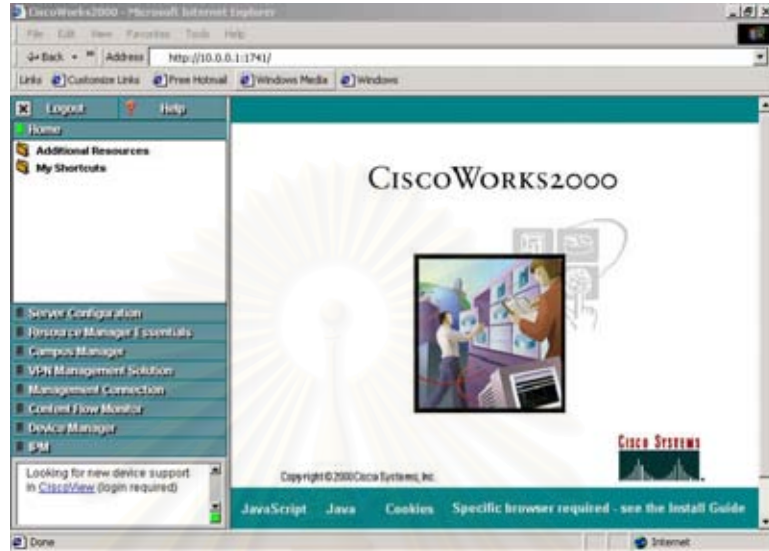 CiscoWorks2000 - Microsoft Internet Explorer
File Edit View Favorites Tools Help
Back Address http://10.0.0.1:1741/
Links Customize Links Free Hotmail Windows Media Windows
Logout ? Help
Home
Additional Resources
My Shortcuts
CISCOWORKS2000
Server Configuration
Resource Manager Essentials
Campus Manager
VPN Management Solution
Management Connection
Content Flow Monitor
Device Manager
IPM
Looking for new device support
in CiscoView (login required)
CISCO SYSTEMS
Copyright © 2000 Cisco Systems, Inc.
JavaScript Java Cookies Specific browser required - see the Install Guide
Done Internet